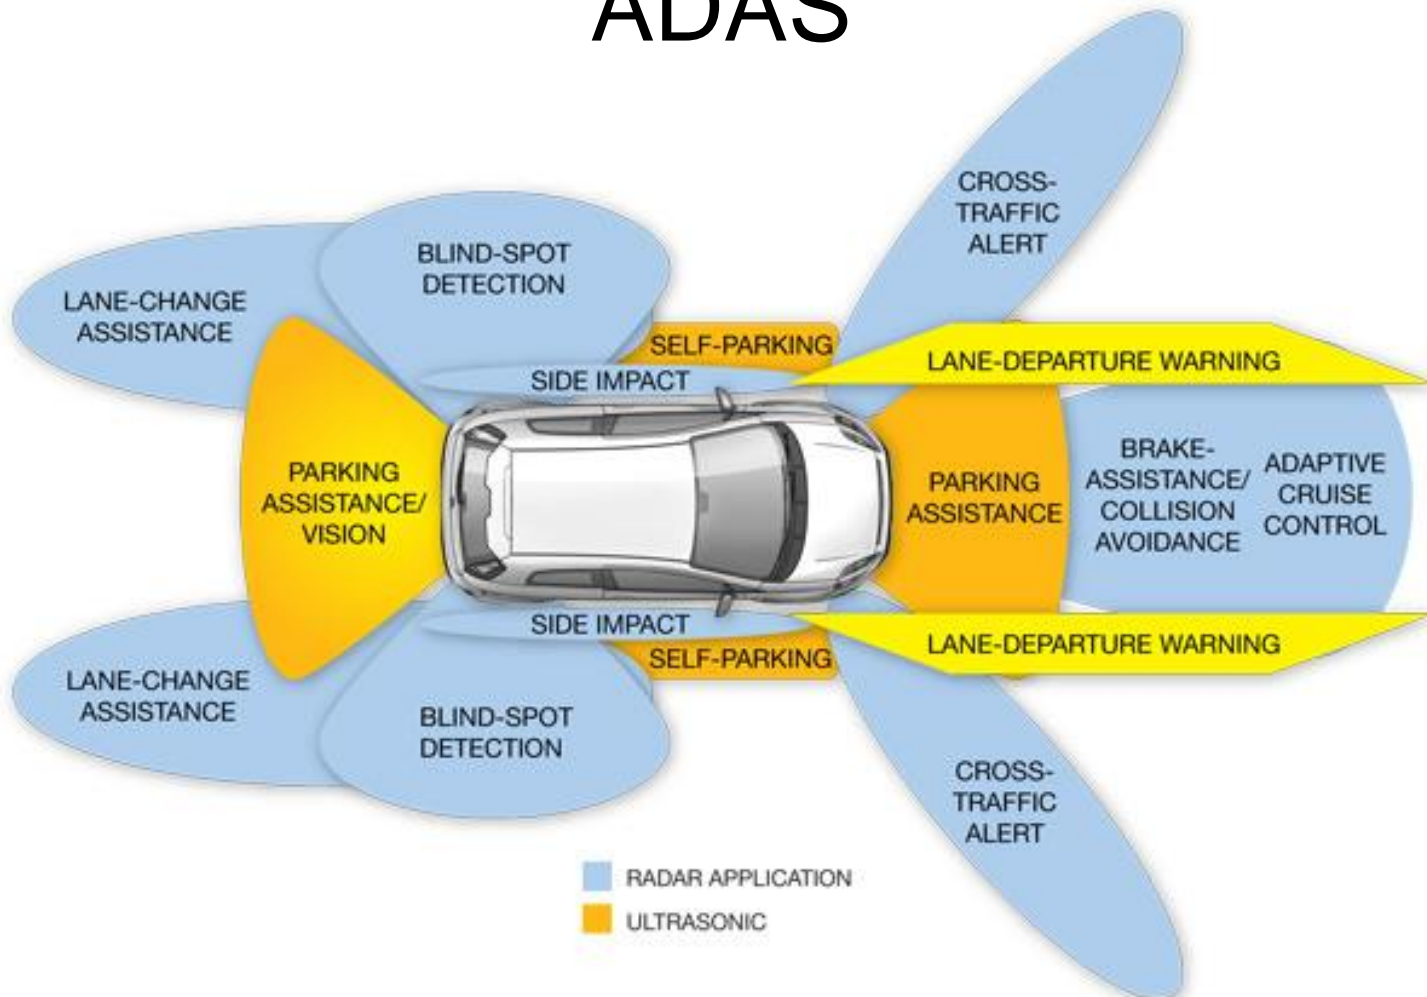 ADAS
CROSS-
TRAFFIC
ALERT
BLIND-SPOT
DETECTION
LANE-CHANGE
ASSISTANCE
SELF-PARKING
LANE-DEPARTURE WARNING
SIDE IMPACT
PARKING
ASSISTANCE/
VISION
PARKING
ASSISTANCE
BRAKE-
ASSISTANCE/
COLLISION
AVOIDANCE
ADAPTIVE
CRUISE
CONTROL
SIDE IMPACT
LANE-DEPARTURE WARNING
SELF-PARKING
LANE-CHANGE
ASSISTANCE
BLIND-SPOT
DETECTION
CROSS-
TRAFFIC
ALERT
RADAR APPLICATION
ULTRASONIC